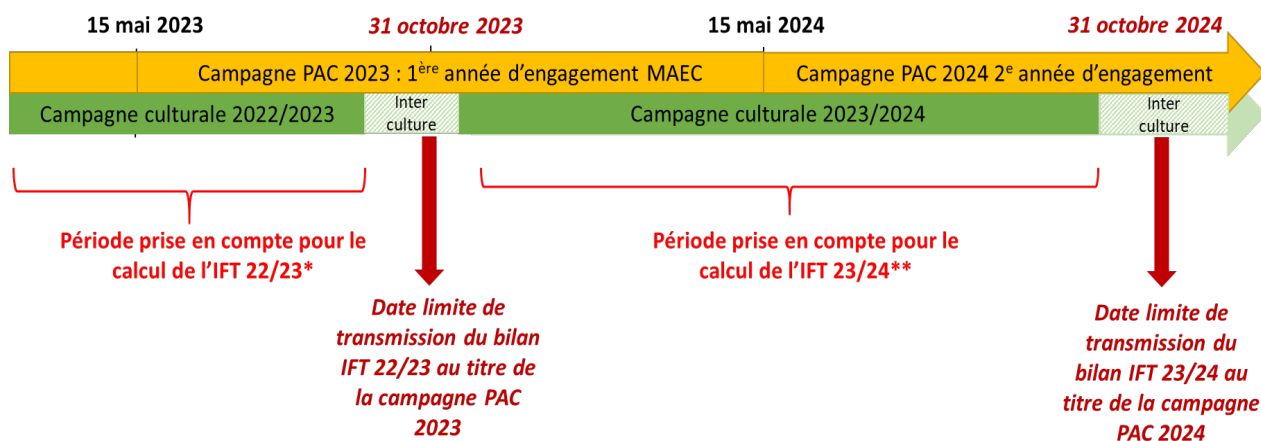 15 mai 2023
31 octobre 2023
15 mai 2024
31 octobre 2024
Campagne PAC 2023 : 1ère année d’engagement MAEC
Campagne PAC 2024 2e année d’engagement
Campagne culturale 2022/2023
Inter
culture
Campagne culturale 2023/2024
Inter
culture
Période prise en compte pour le
calcul de l’IFT 22/23*
Période prise en compte pour le
calcul de l’IFT 23/24**
Date limite de
transmission du bilan
IFT 22/23 au titre de
la campagne PAC
2023
Date limite de
transmission du
bilan IFT 23/24 au
titre de la campagne
PAC 2024